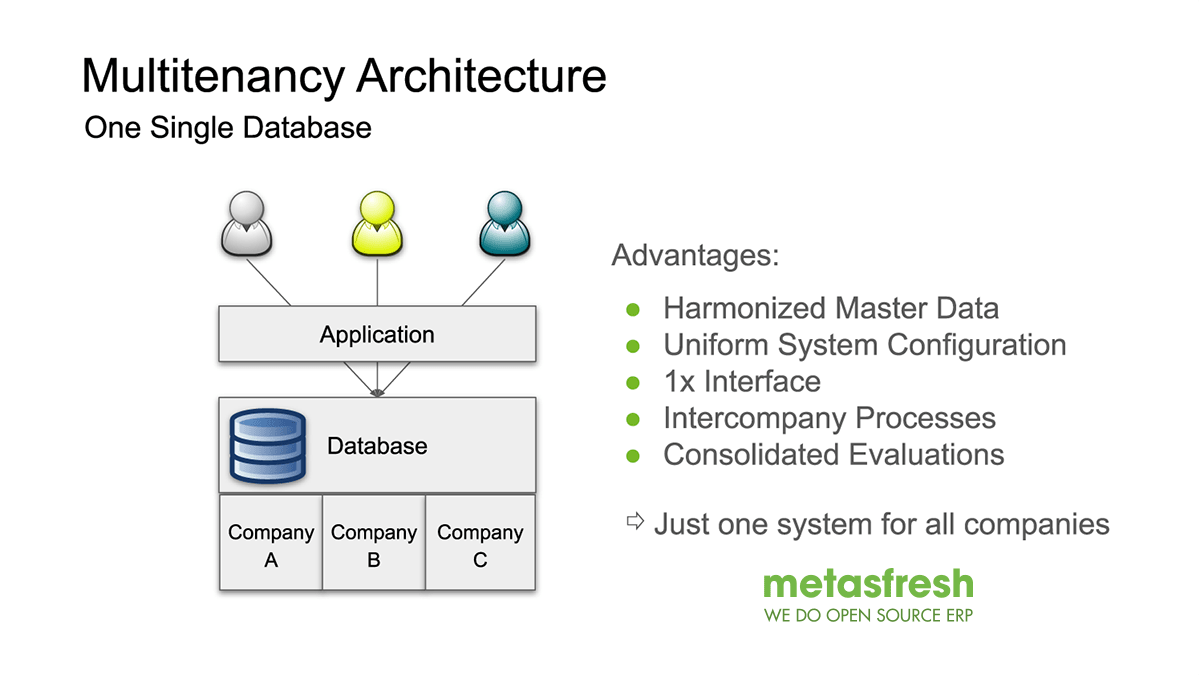 Multitenancy Architecture
One Single Database
Application
Database
Company
A
Company
B
Company
C
Advantages:
● Harmonized Master Data
● Uniform System Configuration
● 1x Interface
● Intercompany Processes
● Consolidated Evaluations
⇨ Just one system for all companies
metasfresh
WE DO OPEN SOURCE ERP